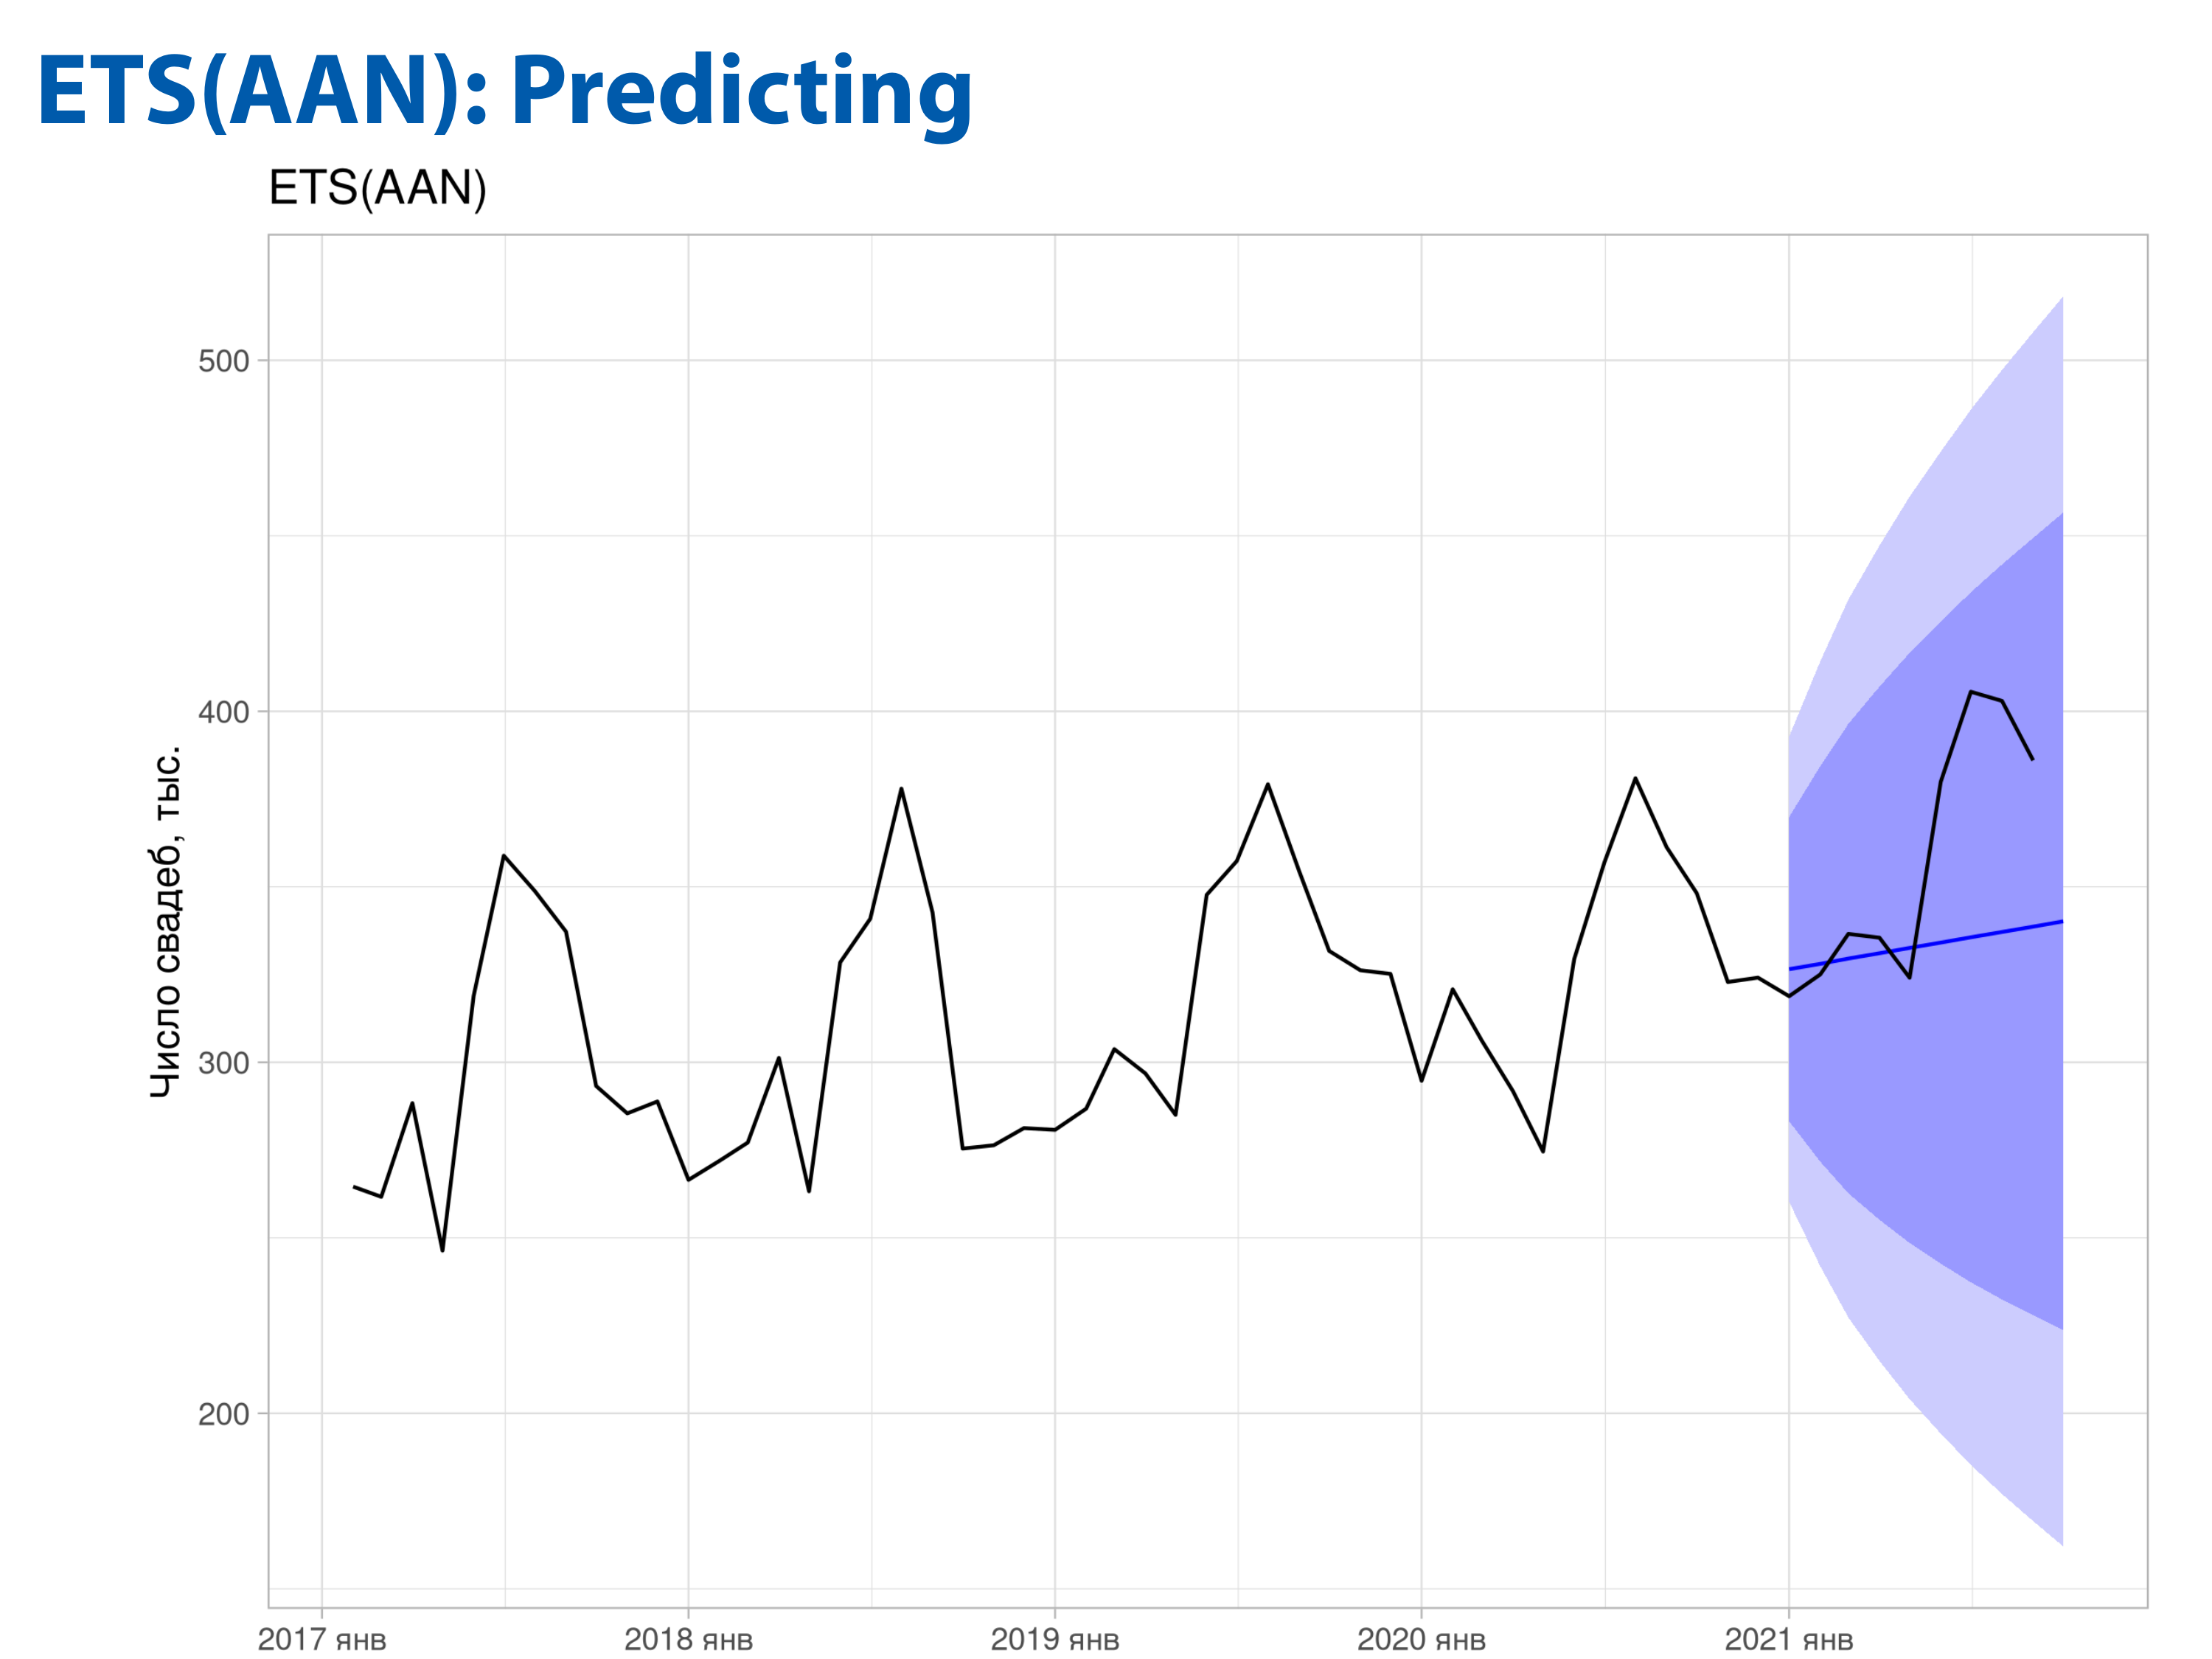 ETS(AAN): Predicting
ETS(AAN)
Число свадеб, тыс.
500
400
300
200
2017 янв
2018 янв
2019 янв
2020 янв
2021 янв